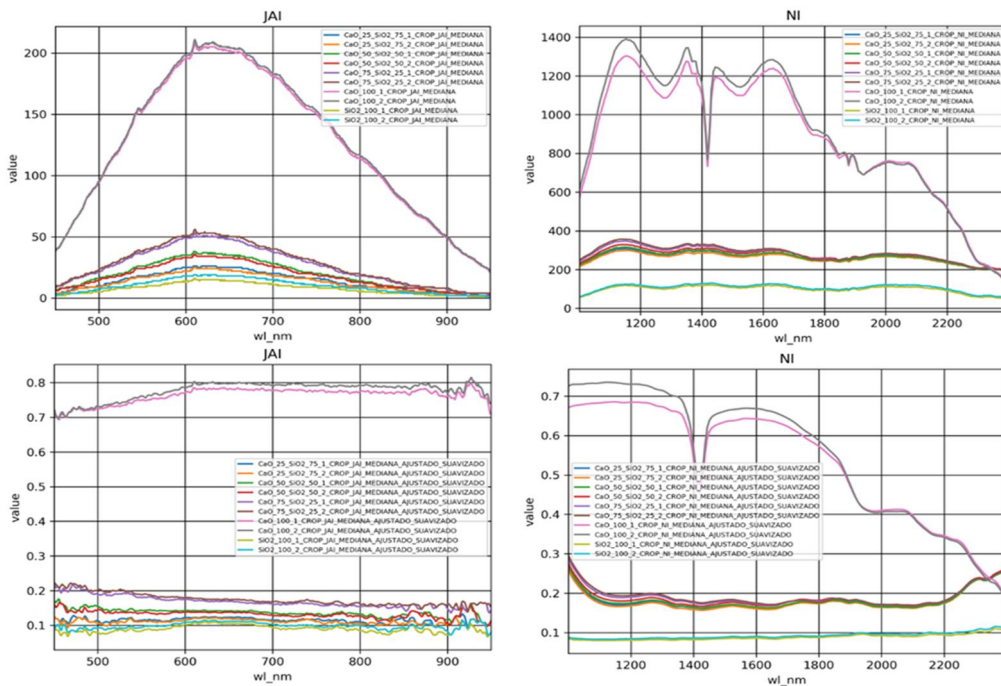 JAI
CaO_25_SiO2_75_1_CROP_JAI_MEDIANA
CaO_25_SiO2_75_2_CROP_JAI_MEDIANA
CaO_50_SiO2_50_1_CROP_JAI_MEDIANA
CaO_50_SiO2_50_2_CROP_JAI_MEDIANA
CaO_75_SiO2_25_1_CROP_JAI_MEDIANA
CaO_75_SiO2_25_2_CROP_JAI_MEDIANA
CaO_100_1_CROP_JAI_MEDIANA
CaO_100_2_CROP_JAI_MEDIANA
SiO2_100_1_CROP_JAI_MEDIANA
SiO2_100_2_CROP_JAI_MEDIANA
value
200
150
100
50
0
500 600 700 800 900
wl_nm
NI
CaO_25_SiO2_75_1_CROP_NI_MEDIANA
CaO_25_SiO2_75_2_CROP_NI_MEDIANA
CaO_50_SiO2_50_1_CROP_NI_MEDIANA
CaO_50_SiO2_50_2_CROP_NI_MEDIANA
CaO_75_SiO2_25_1_CROP_NI_MEDIANA
CaO_75_SiO2_25_2_CROP_NI_MEDIANA
CaO_100_1_CROP_NI_MEDIANA
CaO_100_2_CROP_NI_MEDIANA
SiO2_100_1_CROP_NI_MEDIANA
SiO2_100_2_CROP_NI_MEDIANA
value
1400
1200
1000
800
600
400
200
0
1200 1400 1600 1800 2000 2200
wl_nm
JAI
CaO_25_SiO2_75_1_CROP_JAI_MEDIANA_AJUSTADO_SUAVIZADO
CaO_25_SiO2_75_2_CROP_JAI_MEDIANA_AJUSTADO_SUAVIZADO
CaO_50_SiO2_50_1_CROP_JAI_MEDIANA_AJUSTADO_SUAVIZADO
CaO_50_SiO2_50_2_CROP_JAI_MEDIANA_AJUSTADO_SUAVIZADO
CaO_75_SiO2_25_1_CROP_JAI_MEDIANA_AJUSTADO_SUAVIZADO
CaO_75_SiO2_25_2_CROP_JAI_MEDIANA_AJUSTADO_SUAVIZADO
CaO_100-1_CROP_JAI_MEDIANA_AJUSTADO_SUAVIZADO
CaO_100_2_CROP_JAI_MEDIANA_AJUSTADO_SUAVIZADO
SiO2_100_1_CROP_JAI_MEDIANA_AJUSTADO_SUAVIZADO
SiO2_100_2_CROP_JAI_MEDIANA_AJUSTADO_SUAVIZADO
value
0.8
0.7
0.6
0.5
0.4
0.3
0.2
0.1
500 600 700 800 900
wl_nm
NI
CaO_25_SiO2_75_1_CROP_NI_MEDIANA_AJUSTADO_SUAVIZADO
CaO_25_SiO2_75_2_CROP_NI_MEDIANA_AJUSTADO_SUAVIZADO
CaO_50_SiO2_50_1_CROP_NI_MEDIANA_AJUSTADO_SUAVIZADO
CaO_50_SiO2_50_2_CROP_NI_MEDIANA_AJUSTADO_SUAVIZADO
CaO_75_SiO2_25_1_CROP_NI_MEDIANA_AJUSTADO_SUAVIZADO
CaO_75_SiO2_25-2_CROP_NI_MEDIANA_AJUSTADO_SUAVIZADO
CaO_100_1_CROP_NI_MEDIANA_AJUSTADO_SUAVIZADO
CaO_100_2_CROP_NI_MEDIANA_AJUSTADO_SUAVIZADO
SiO2_100_1_CROP_NI_MEDIANA_AJUSTADO_SUAVIZADO
SiO2_100_2_CROP_NI_MEDIANA_AJUSTADO_SUAVIZADO
value
0.7
0.6
0.5
0.4
0.3
0.2
0.1
1200 1400 1600 1800 2000 2200
wl_nm